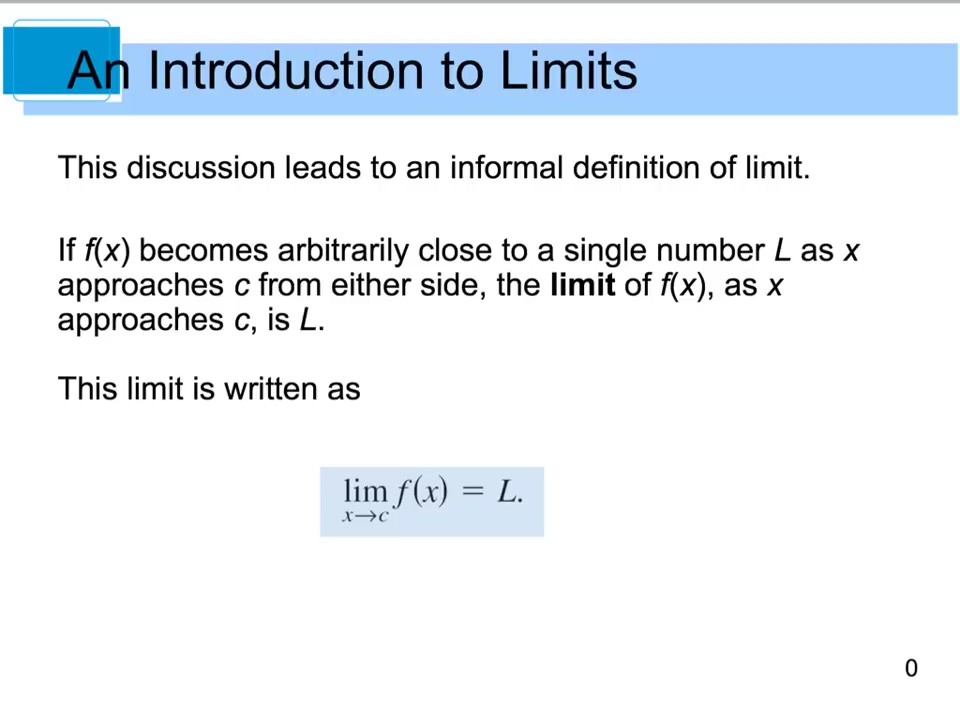 An Introduction to Limits
This discussion leads to an informal definition of limit.
If f(x) becomes arbitrarily close to a single number L as x
approaches c from either side, the limit of f(x), as x
approaches c, is L.
This limit is written as
lim f(x) = L.
x→c
0